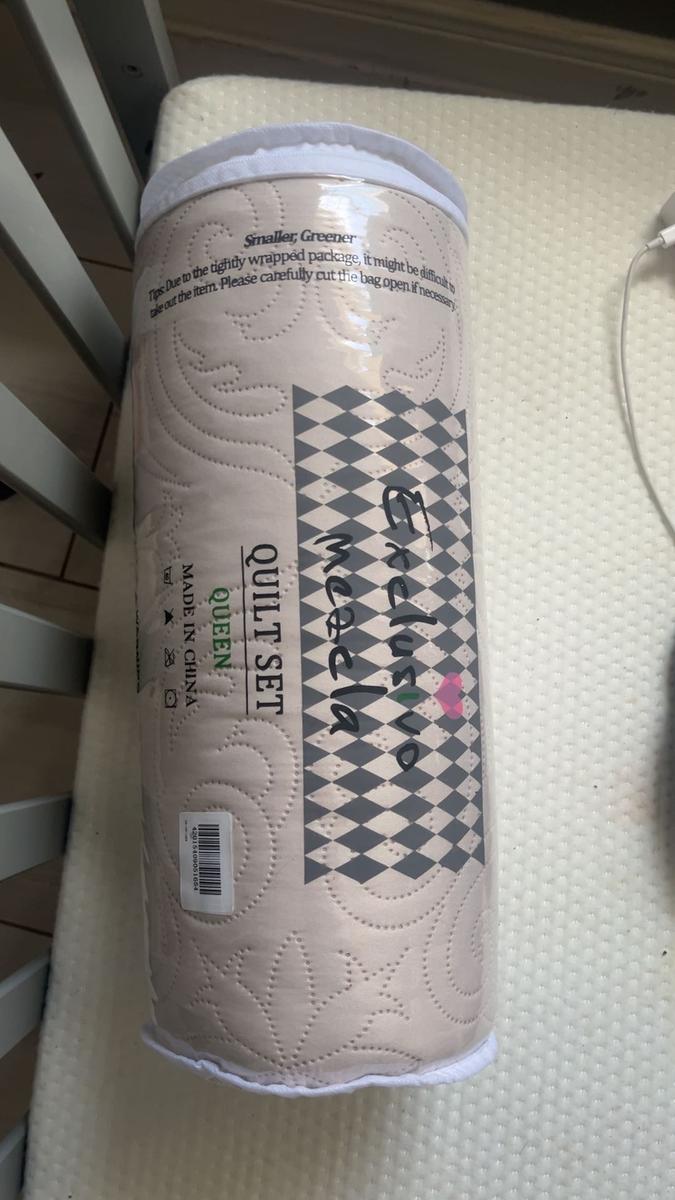 Smaller, Greener
Tips: Due to the tightly wrapped package, it might be difficult to
take out the item. Please carefully cut the bag open if necessary.
Exclusivo
mezcla
QUILT SET
QUEEN
MADE IN CHINA